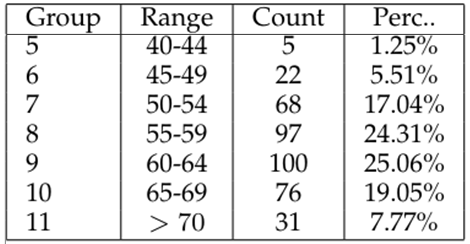 Group Range Count Perc..
5 40-44 5 1.25%
6 45-49 22 5.51%
7 50-54 68 17.04%
8 55-59 97 24.31%
9 60-64 100 25.06%
10 65-69 76 19.05%
11 > 70 31 7.77%